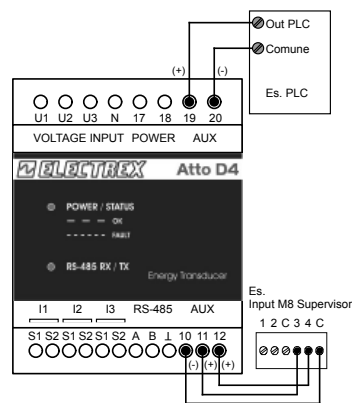 Out PLC
Comune
Es. PLC
(+) (-)
U1 U2 U3 N 17 18 19 20
VOLTAGE INPUT POWER AUX
ELECTREX Atto D4
POWER / STATUS
OK
FAULT
RS-485 RX / TX
Energy Transducer
Es.
Input M8 Supervisor
1 2 C 3 4 C
I1 I2 I3 RS-485 AUX
S1 S2 S1 S2 S1 S2 A B ⊥ 10 11 12
(-) (+) (+)